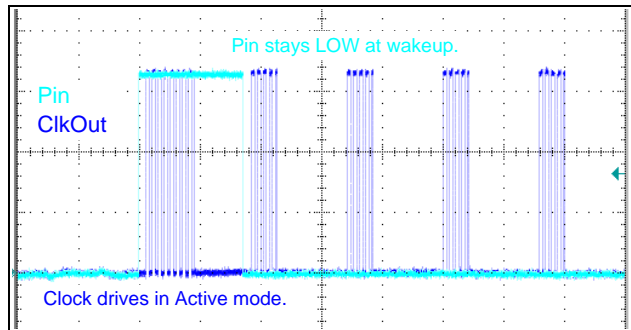 Pin stays LOW at wakeup.
Pin
ClkOut
Clock drives in Active mode.